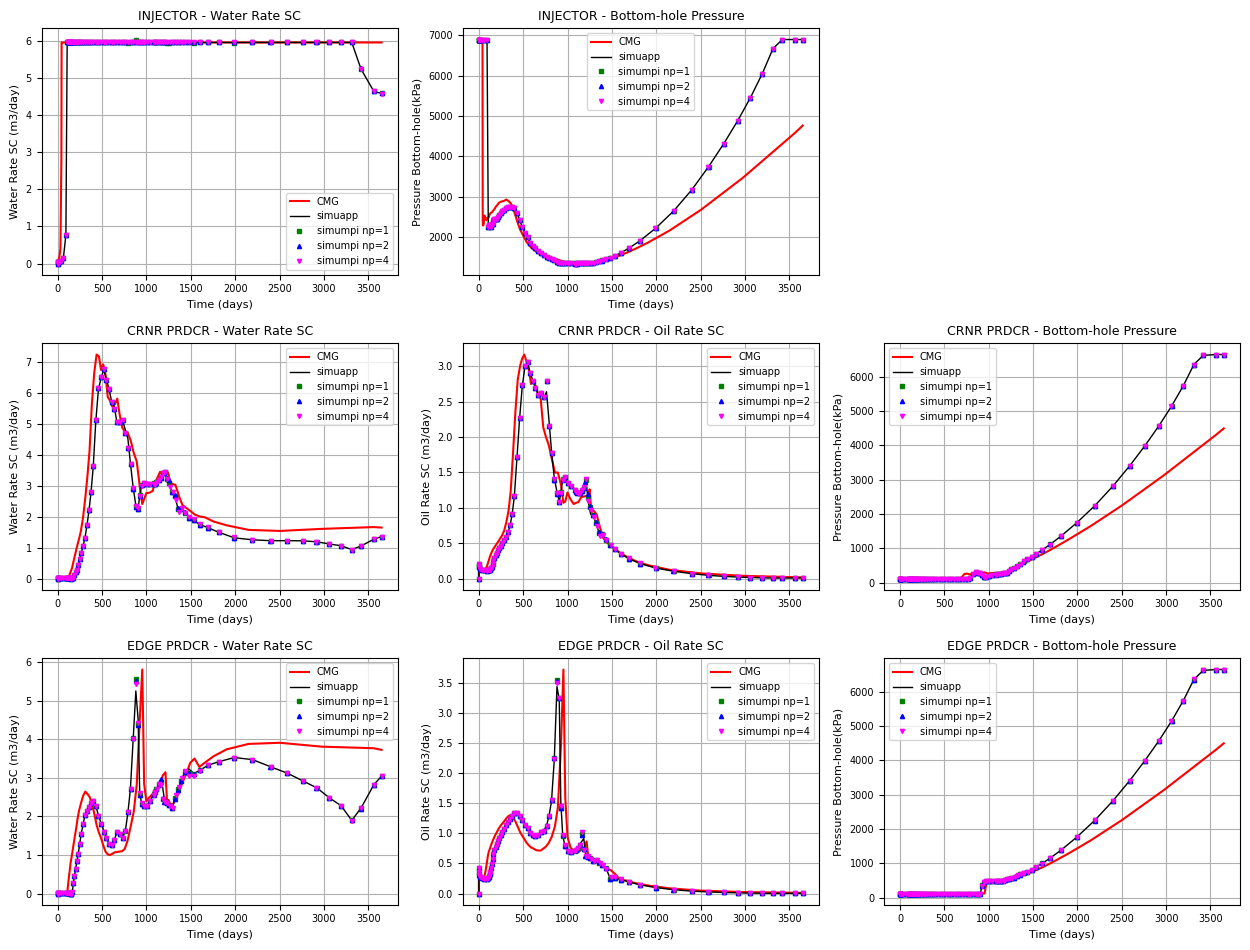 INJECTOR - Water Rate SC
Water Rate SC (m3/day)
6
5
4
3
2
1
0
CMG
simuapp
simumpi np=1
simumpi np=2
simumpi np=4
0 500 1000 1500 2000 2500 3000 3500
Time (days)
INJECTOR - Bottom-hole Pressure
Pressure Bottom-hole(kPa)
7000
6000
5000
4000
3000
2000
CMG
simuapp
simumpi np=1
simumpi np=2
simumpi np=4
0 500 1000 1500 2000 2500 3000 3500
Time (days)
CRNR PRDCR - Water Rate SC
Water Rate SC (m3/day)
7
6
5
4
3
2
1
0
CMG
simuapp
simumpi np=1
simumpi np=2
simumpi np=4
0 500 1000 1500 2000 2500 3000 3500
Time (days)
CRNR PRDCR - Oil Rate SC
Oil Rate SC (m3/day)
3.0
2.5
2.0
1.5
1.0
0.5
0.0
CMG
simuapp
simumpi np=1
simumpi np=2
simumpi np=4
0 500 1000 1500 2000 2500 3000 3500
Time (days)
CRNR PRDCR - Bottom-hole Pressure
Pressure Bottom-hole(kPa)
6000
5000
4000
3000
2000
1000
0
CMG
simuapp
simumpi np=1
simumpi np=2
simumpi np=4
0 500 1000 1500 2000 2500 3000 3500
Time (days)
EDGE PRDCR - Water Rate SC
Water Rate SC (m3/day)
6
5
4
3
2
1
0
CMG
simuapp
simumpi np=1
simumpi np=2
simumpi np=4
0 500 1000 1500 2000 2500 3000 3500
Time (days)
EDGE PRDCR - Oil Rate SC
Oil Rate SC (m3/day)
3.5
3.0
2.5
2.0
1.5
1.0
0.5
0.0
CMG
simuapp
simumpi np=1
simumpi np=2
simumpi np=4
0 500 1000 1500 2000 2500 3000 3500
Time (days)
EDGE PRDCR - Bottom-hole Pressure
Pressure Bottom-hole(kPa)
6000
5000
4000
3000
2000
1000
0
CMG
simuapp
simumpi np=1
simumpi np=2
simumpi np=4
0 500 1000 1500 2000 2500 3000 3500
Time (days)